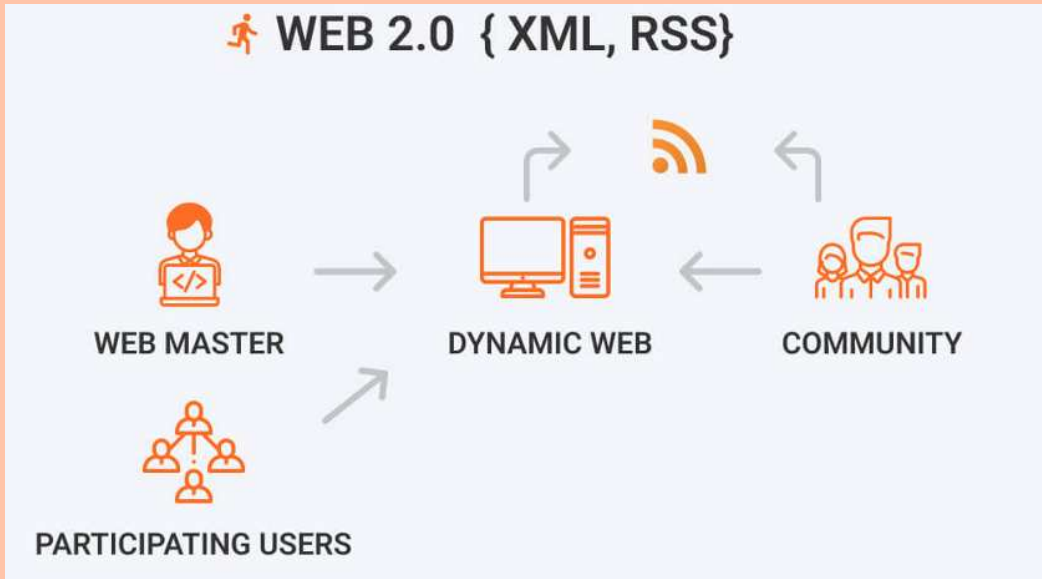 WEB 2.0 { XML, RSS}
</>
WEB MASTER
DYNAMIC WEB
COMMUNITY
PARTICIPATING USERS